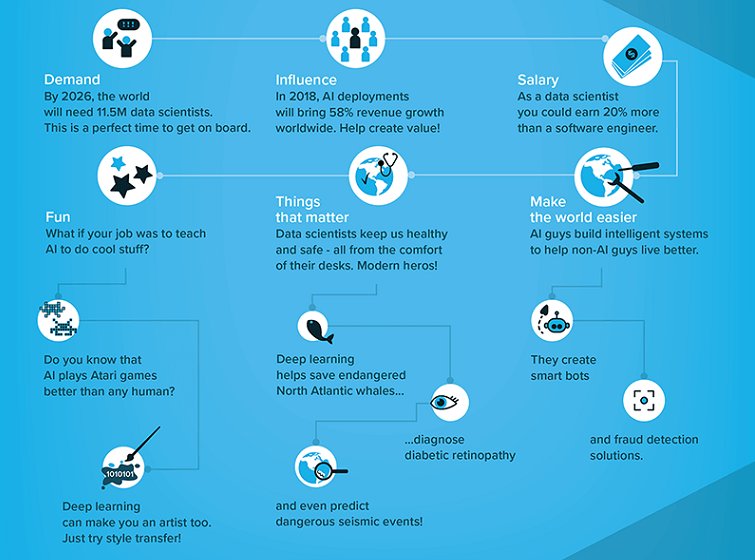 Demand
By 2026, the world
will need 11.5M data scientists.
This is a perfect time to get on board.
Influence
In 2018, AI deployments
will bring 58% revenue growth
worldwide. Help create value!
Salary
As a data scientist
you could earn 20% more
than a software engineer.
Fun
What if your job was to teach
AI to do cool stuff?
Things
that matter
Data scientists keep us healthy
and safe - all from the comfort
of their desks. Modern heros!
Make
the world easier
AI guys build intelligent systems
to help non-AI guys live better.
Do you know that
AI plays Atari games
better than any human?
Deep learning
helps save endangered
North Atlantic whales...
They create
smart bots
...diagnose
diabetic retinopathy
and fraud detection
solutions.
1010101
Deep learning
can make you an artist too.
Just try style transfer!
and even predict
dangerous seismic events!